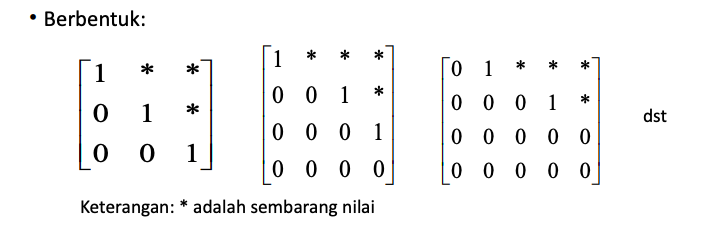 • Berbentuk:
1 * *
0 1 *
0 0 1
1 * * *
0 0 1 *
0 0 0 1
0 0 0 0
0 1 * * *
0 0 0 1 *
0 0 0 0 0
0 0 0 0 0
dst
Keterangan: * adalah sembarang nilai